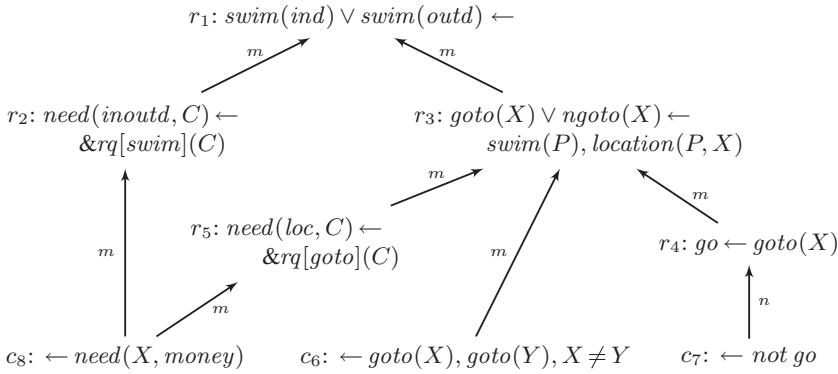 r₁: swim(ind) ∨ swim(outd) ←
m
m
r₂: need(inoutd, C) ←
&rq[swim](C)
r₃: goto(X) ∨ ngoto(X) ←
swim(P), location(P, X)
m
m
r₅: need(loc, C) ←
&rq[goto](C)
r₄: go ← goto(X)
m
m
m
n
c₈: ← need(X, money)
c₆: ← goto(X), goto(Y), X ≠ Y
c₇: ← not go